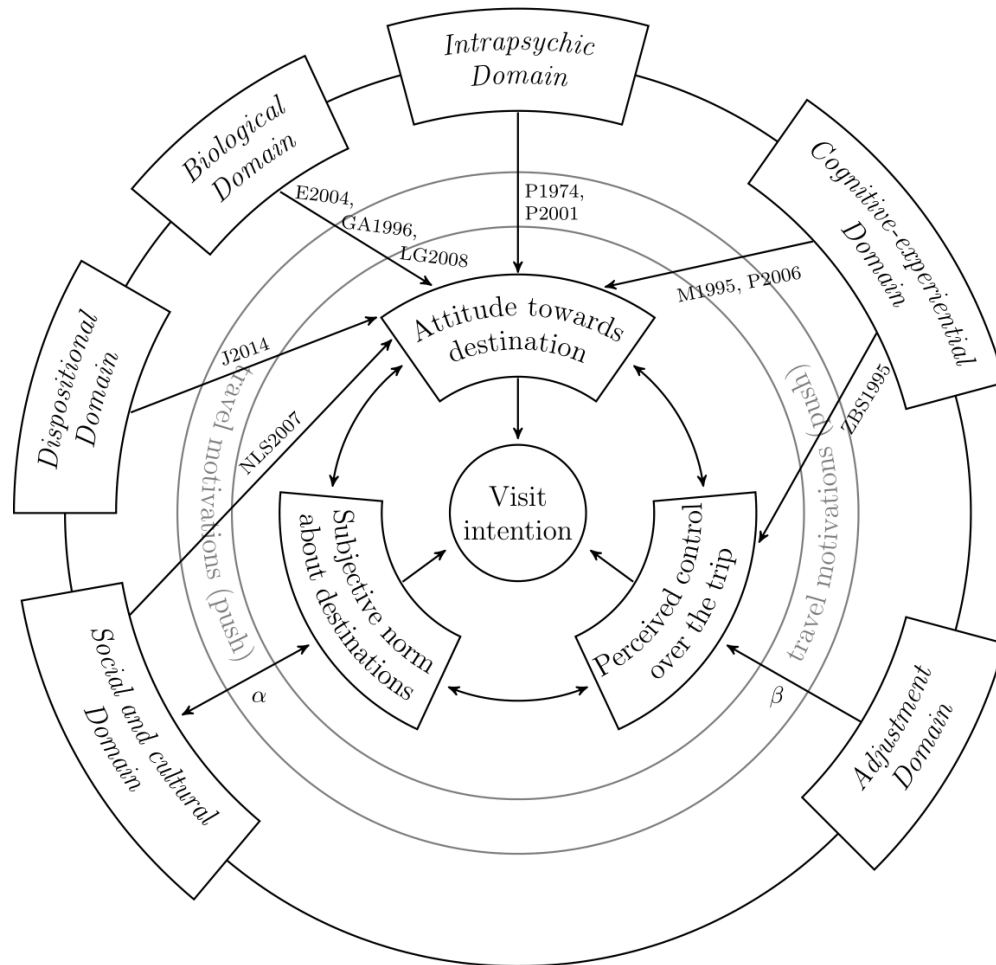 Intrapsychic
Domain
Biological
Domain
Cognitive-experiential
Domain
Dispositional
Domain
Social and cultural
Domain
Adjustment
Domain
E2004,
GA1996,
LG2008
P1974,
P2001
M1995, P2006
ZBS1995
J2014
NLS2007
travel motivations (push)
travel motivations (push)
Attitude towards
destination
Visit
intention
Subjective norm
about destinations
Perceived control
over the trip
α
β